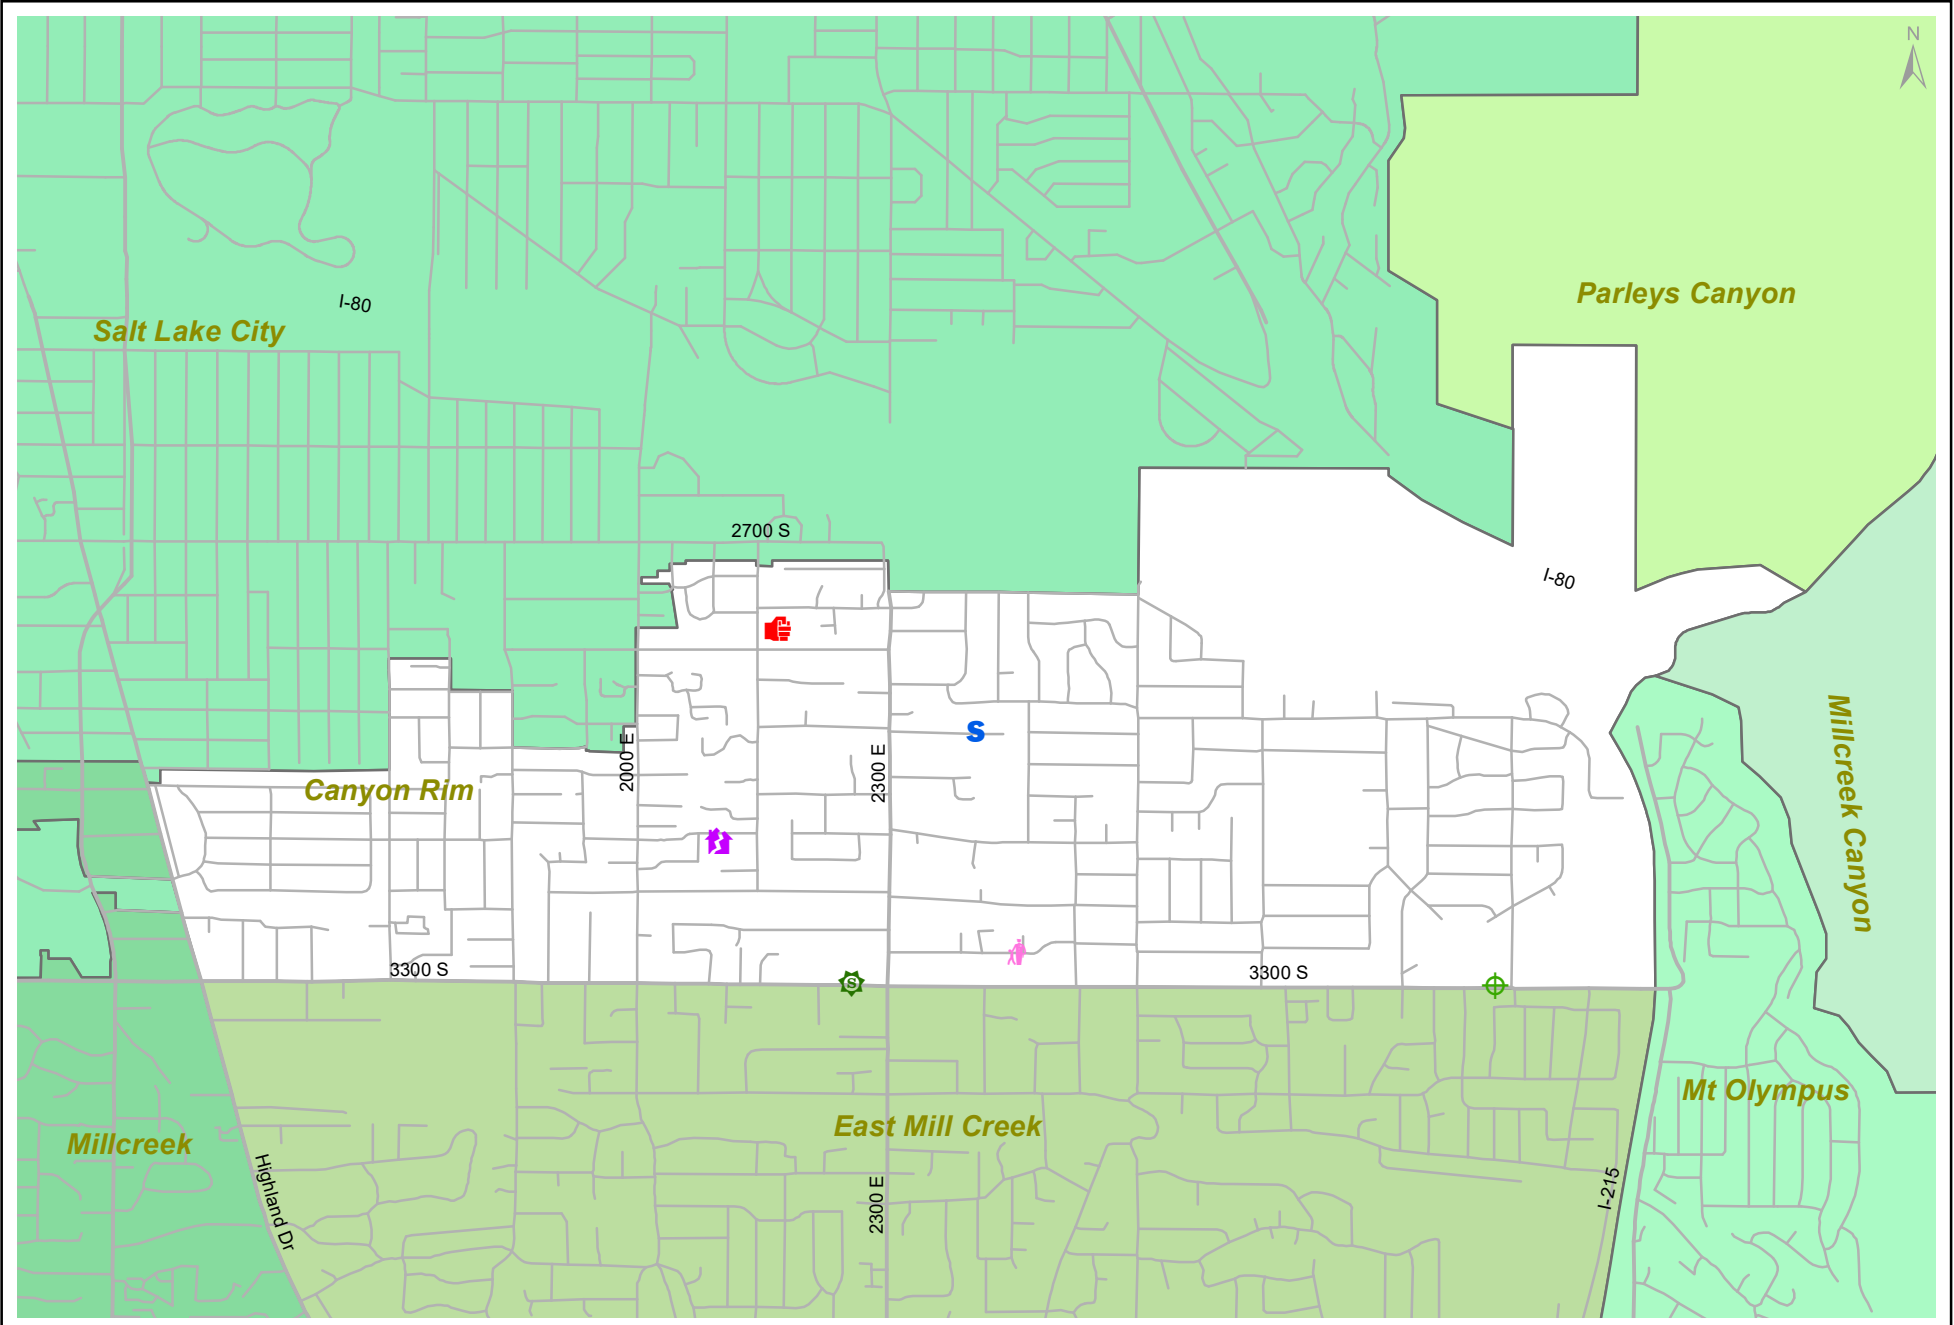 N
Parleys Canyon
I-80
Salt Lake City
2700 S
I-80
Millcreek Canyon
S
2000 E
2300 E
Canyon Rim
3300 S
3300 S
S
Mt Olympus
East Mill Creek
Millcreek
Highland Dr
2300 E
I-215